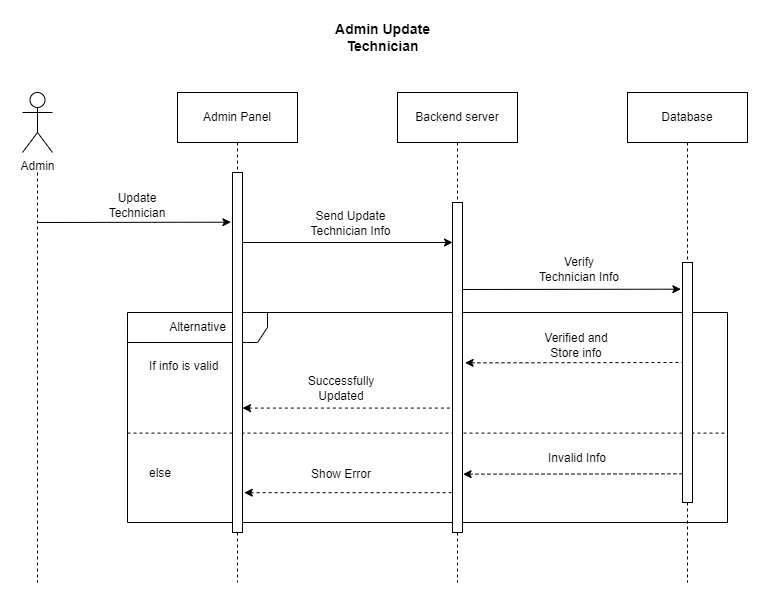 Admin Update
Technician
Admin Panel
Backend server
Database
Admin
Update
Technician
Send Update
Technician Info
Verify
Technician Info
Alternative
Verified and
Store info
If info is valid
Successfully
Updated
Invalid Info
else
Show Error